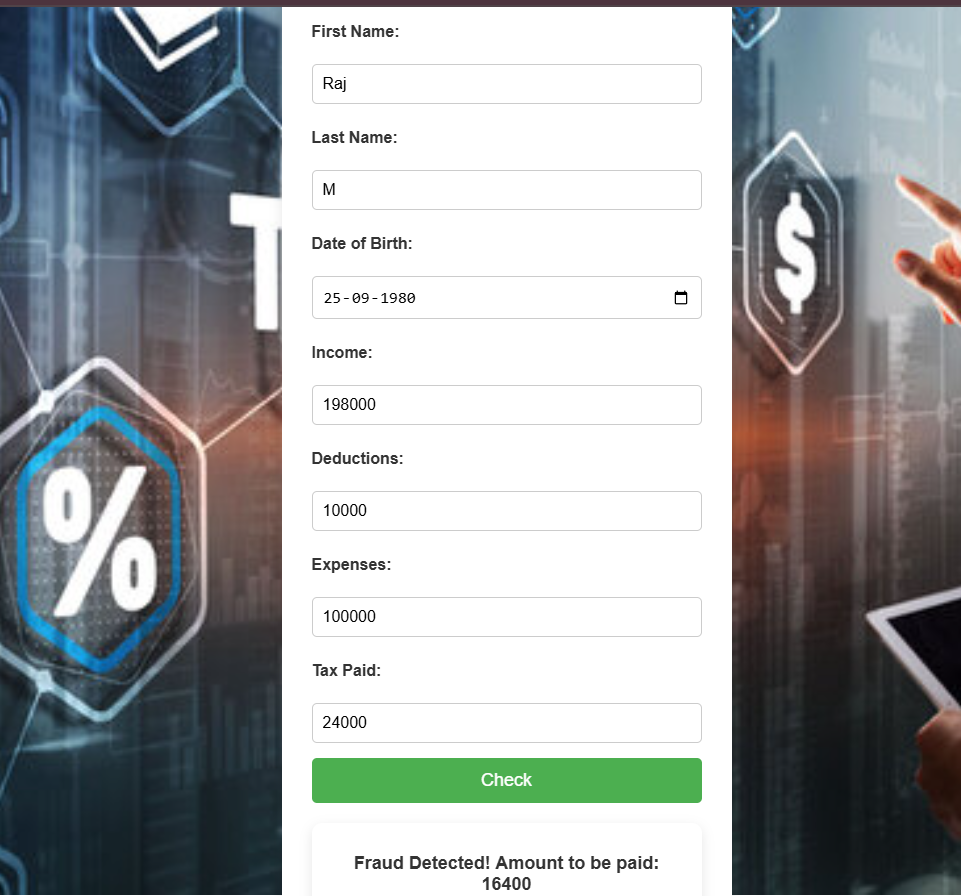 First Name:
Raj
Last Name:
M
Date of Birth:
25-09-1980
Income:
198000
Deductions:
10000
Expenses:
100000
Tax Paid:
24000
Check
Fraud Detected! Amount to be paid:
16400
T
$
%